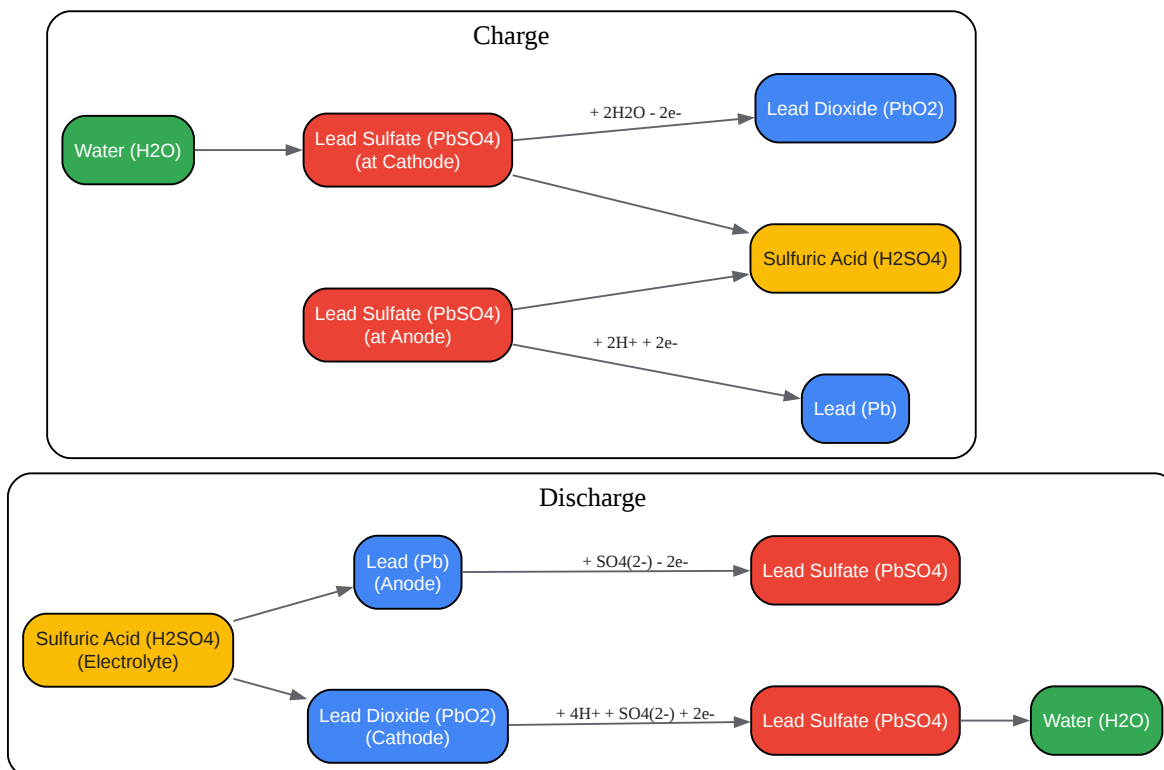 Charge
+ 2H2O - 2e-
Lead Dioxide (PbO2)
Water (H2O)
Lead Sulfate (PbSO4)
(at Cathode)
Sulfuric Acid (H2SO4)
Lead Sulfate (PbSO4)
(at Anode)
+ 2H+ + 2e-
Lead (Pb)
Discharge
Lead (Pb)
(Anode)
+ SO4(2-) - 2e-
Lead Sulfate (PbSO4)
Sulfuric Acid (H2SO4)
(Electrolyte)
Lead Dioxide (PbO2)
(Cathode)
+ 4H+ + SO4(2-) + 2e-
Lead Sulfate (PbSO4)
Water (H2O)